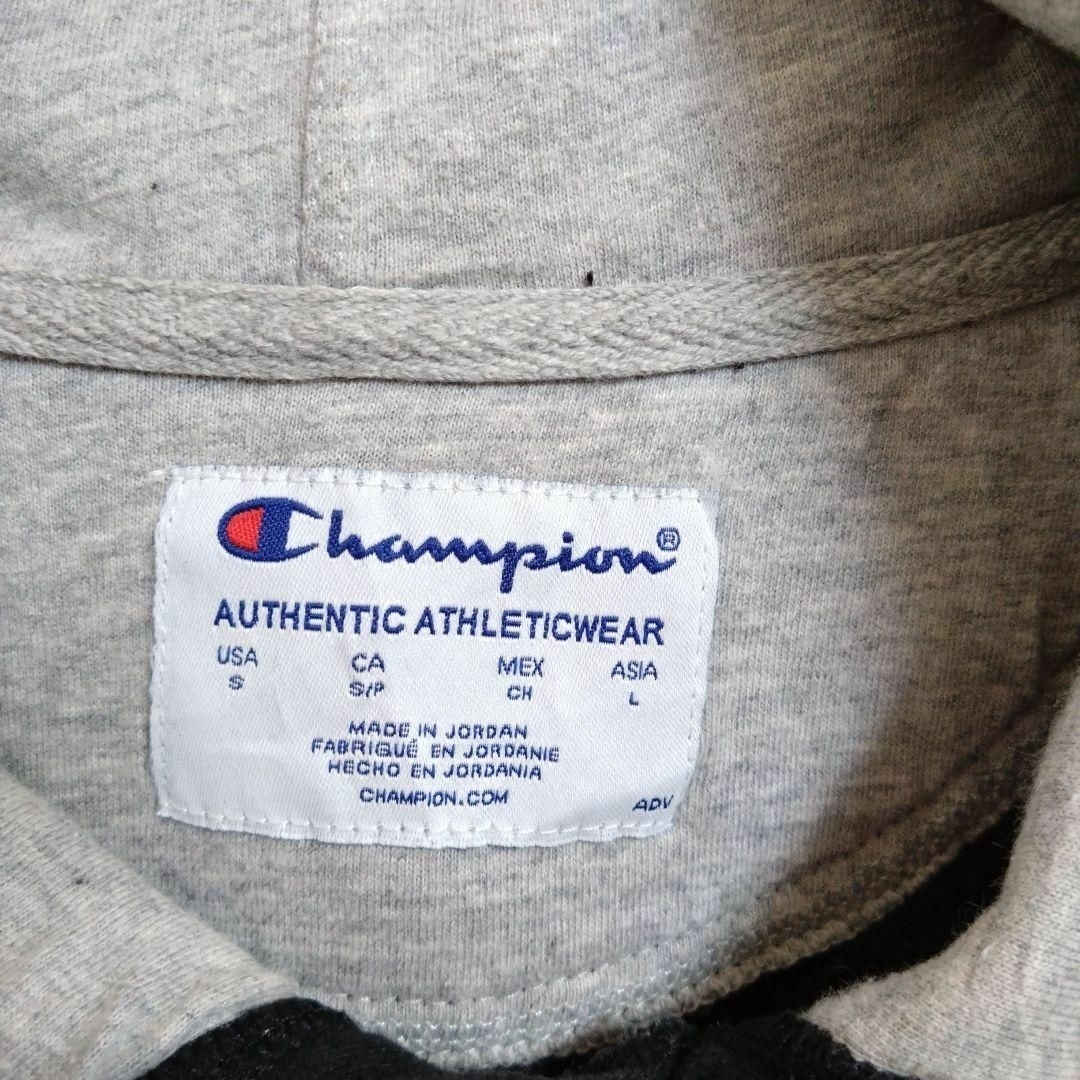 Champion®
AUTHENTIC ATHLETICWEAR
USA CA MEX ASIA
S S/P CH L
MADE IN JORDAN
FABRIQUÉ EN JORDANIE
HECHO EN JORDANIA
CHAMPION.COM ADV